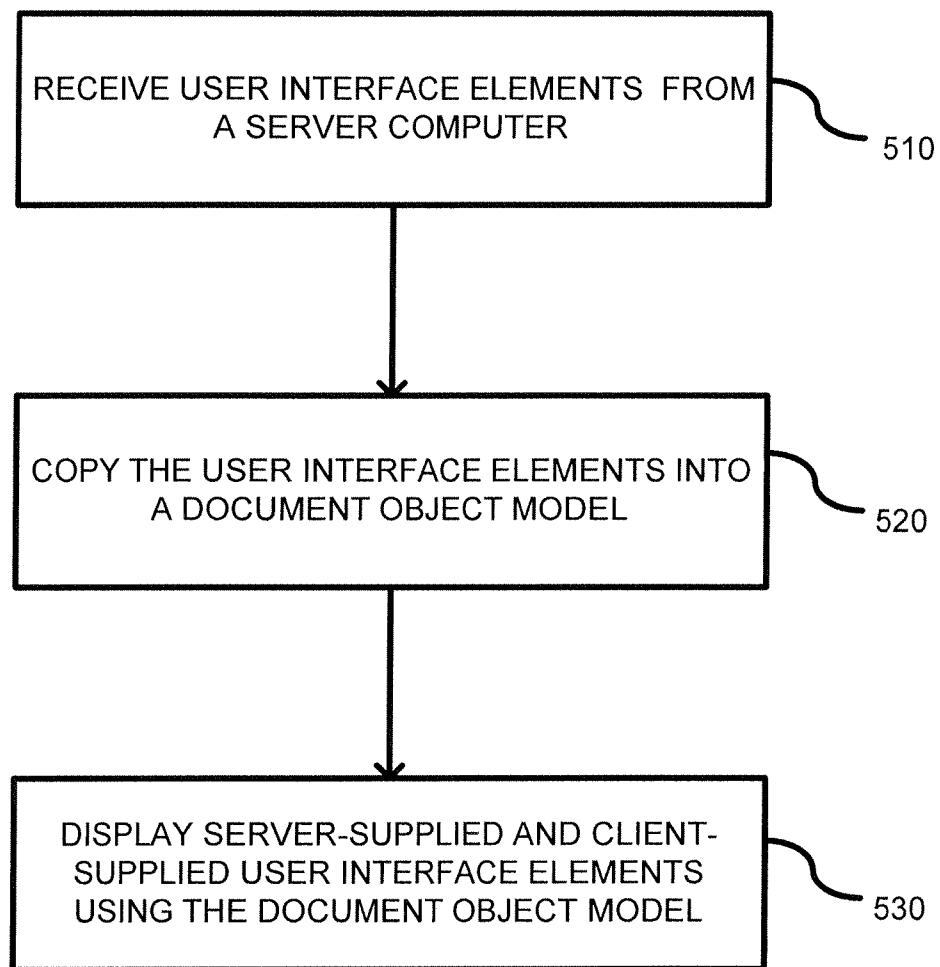 RECEIVE USER INTERFACE ELEMENTS FROM
A SERVER COMPUTER
510
COPY THE USER INTERFACE ELEMENTS INTO
A DOCUMENT OBJECT MODEL
520
DISPLAY SERVER-SUPPLIED AND CLIENT-
SUPPLIED USER INTERFACE ELEMENTS
USING THE DOCUMENT OBJECT MODEL
530